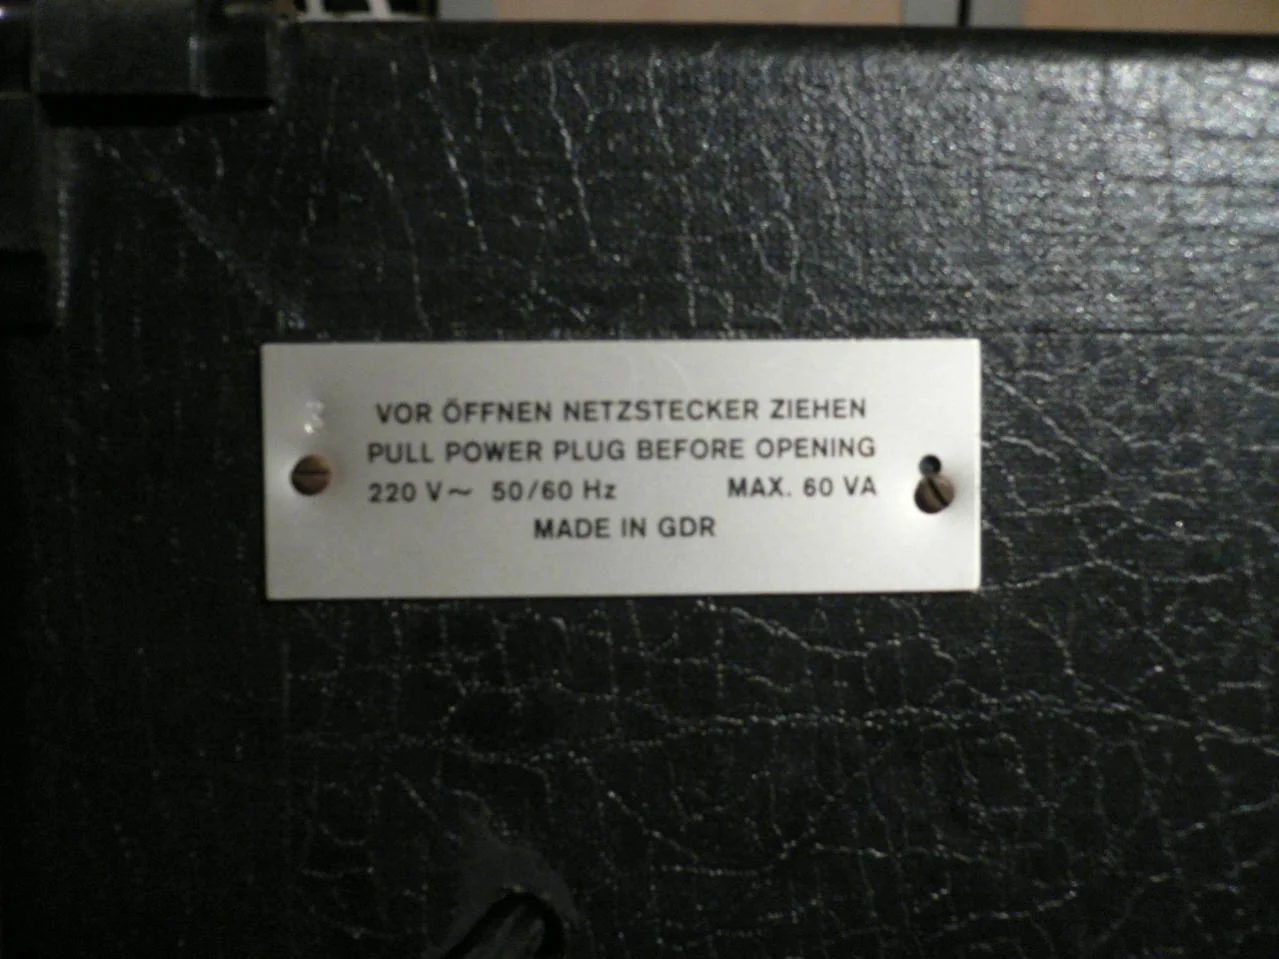 VOR ÖFFNEN NETZSTECKER ZIEHEN
PULL POWER PLUG BEFORE OPENING
220 V~ 50/60 Hz MAX. 60 VA
MADE IN GDR